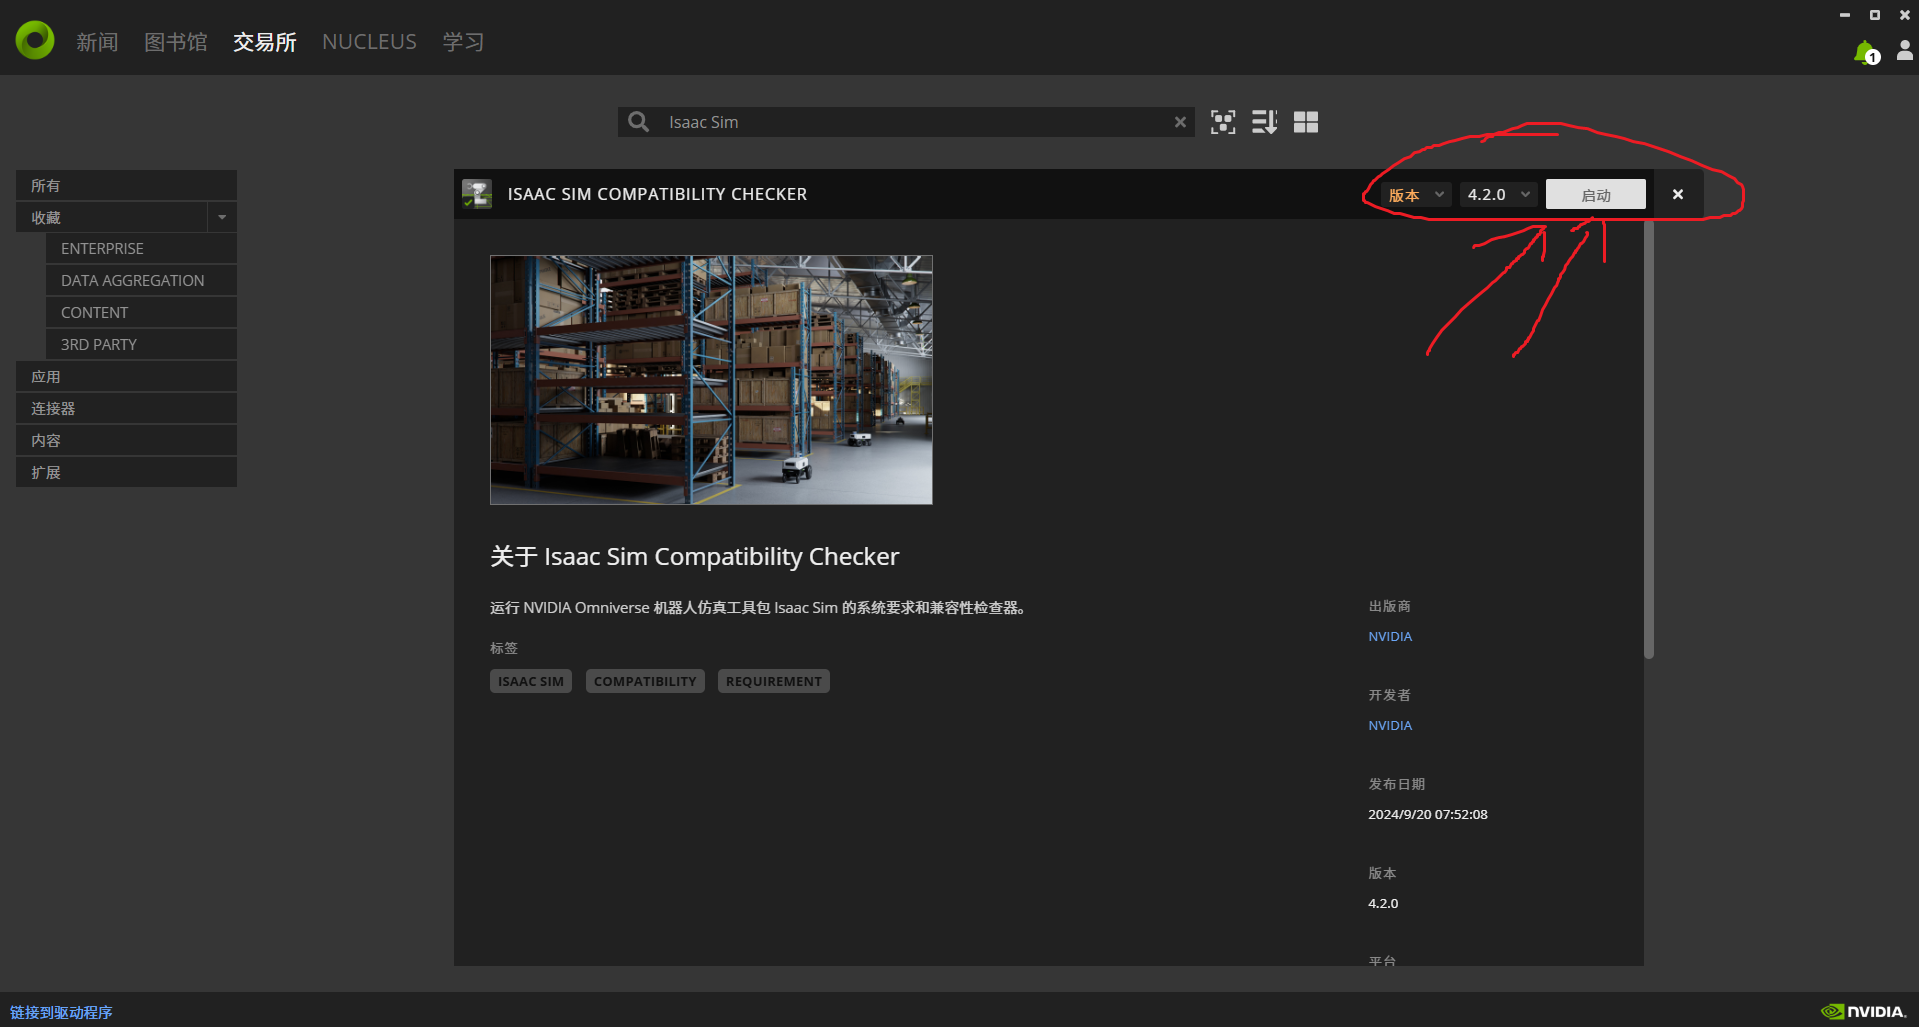 新闻 图书馆 交易所 NUCLEUS 学习
1
Isaac Sim
所有
收藏
ENTERPRISE
DATA AGGREGATION
CONTENT
3RD PARTY
应用
连接器
内容
扩展
ISAAC SIM COMPATIBILITY CHECKER 版本 4.2.0 启动
关于 Isaac Sim Compatibility Checker
运行 NVIDIA Omniverse 机器人仿真工具包 Isaac Sim 的系统要求和兼容性检查器。
标签
ISAAC SIM COMPATIBILITY REQUIREMENT
出版商
NVIDIA
开发者
NVIDIA
发布日期
2024/9/20 07:52:08
版本
4.2.0
平台
链接到驱动程序
NVIDIA.